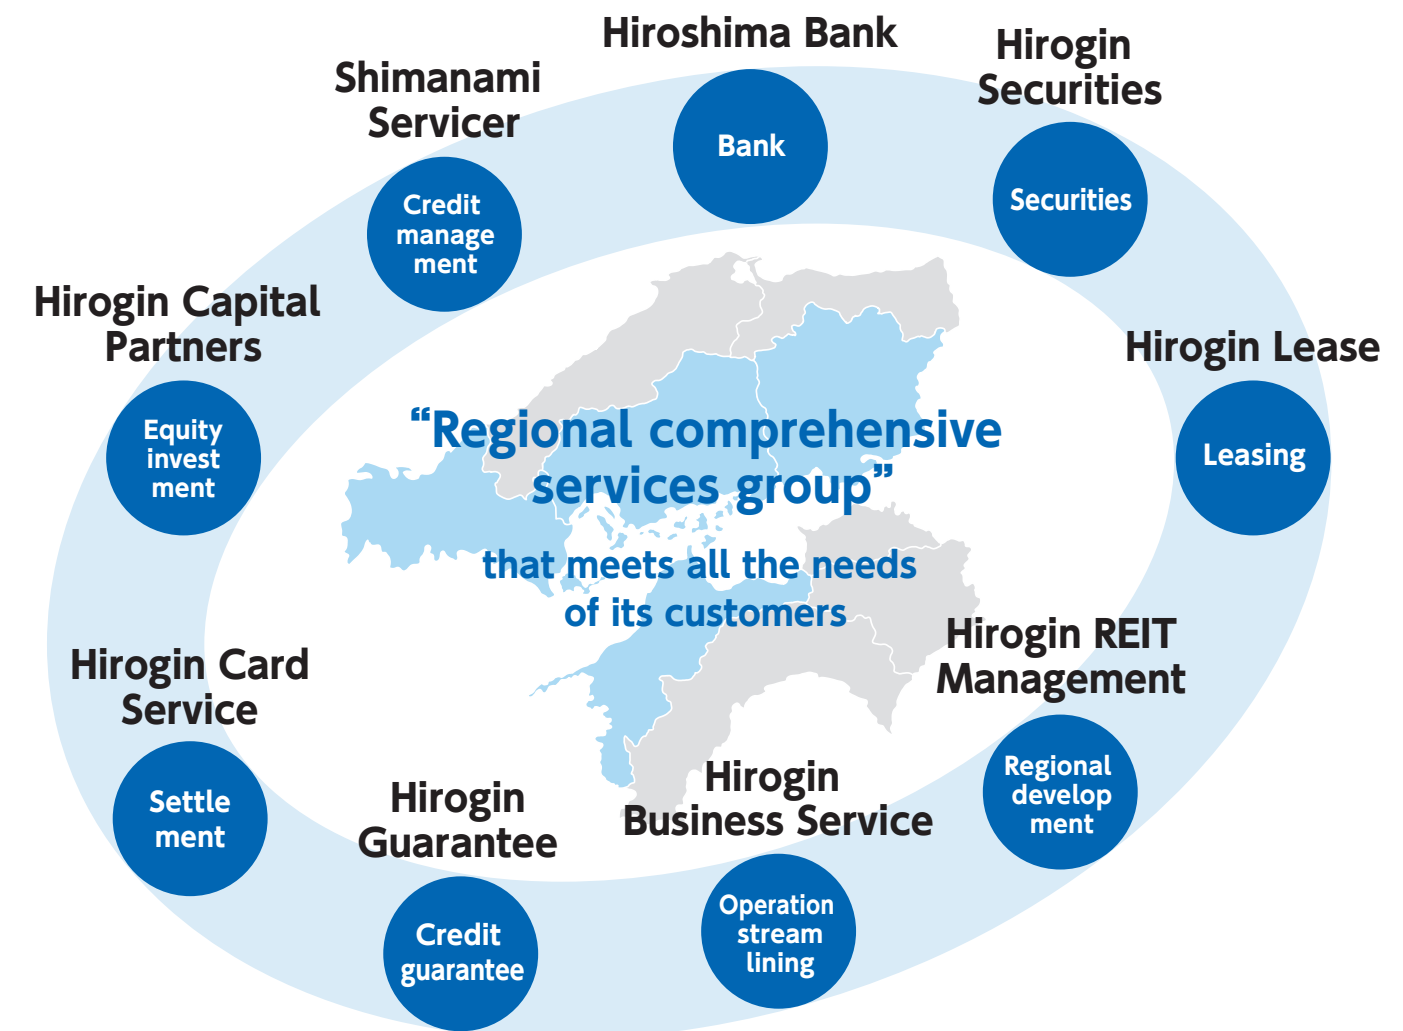 Hiroshima Bank
Bank
Hirogin
Securities
Securities
Shimanami
Servicer
Credit
manage
ment
Hirogin Capital
Partners
Equity
invest
ment
Hirogin Lease
Leasing
“Regional comprehensive
services group”
that meets all the needs
of its customers
Hirogin REIT
Management
Regional
develop
ment
Hirogin Card
Service
Settle
ment
Hirogin
Guarantee
Credit
guarantee
Hirogin
Business Service
Operation
stream
lining